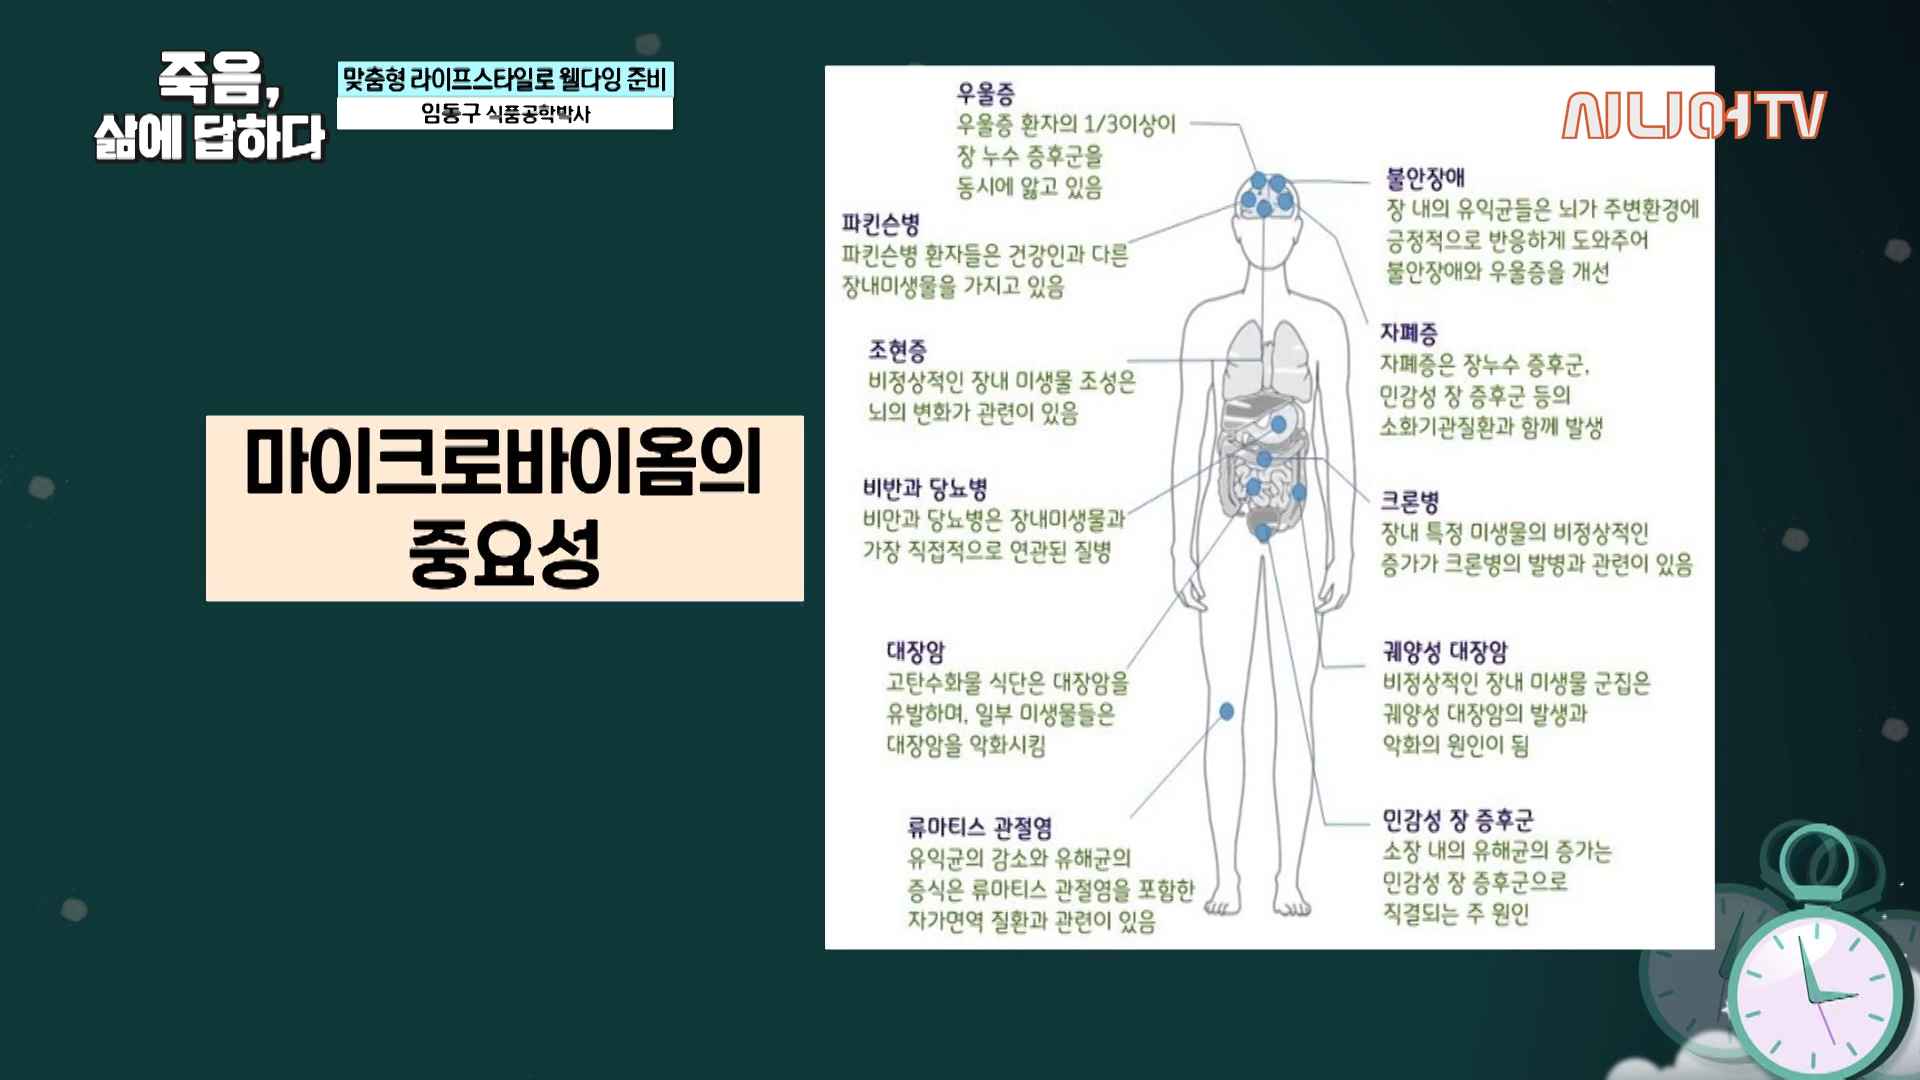 죽음,
삶에 답하다
맞춤형 라이프스타일로 웰다잉 준비
임동구 식품공학박사
시니어TV
마이크로바이옴의
중요성
우울증
우울증 환자의 1/3이상이
장 누수 증후군을
동시에 앓고 있음
파킨슨병
파킨슨병 환자들은 건강인과 다른
장내미생물을 가지고 있음
조현증
비정상적인 장내 미생물 조성은
뇌의 변화가 관련이 있음
비반과 당뇨병
비만과 당뇨병은 장내미생물과
가장 직접적으로 연관된 질병
대장암
고탄수화물 식단은 대장암을
유발하며, 일부 미생물들은
대장암을 악화시킴
류마티스 관절염
유익균의 감소와 유해균의
증식은 류마티스 관절염을 포함한
자가면역 질환과 관련이 있음
불안장애
장 내의 유익균들은 뇌가 주변환경에
긍정적으로 반응하게 도와주어
불안장애와 우울증을 개선
자폐증
자폐증은 장누수 증후군,
민감성 장 증후군 등의
소화기관질환과 함께 발생
크론병
장내 특정 미생물의 비정상적인
증가가 크론병의 발병과 관련이 있음
궤양성 대장암
비정상적인 장내 미생물 군집은
궤양성 대장암의 발생과
악화의 원인이 됨
민감성 장 증후군
소장 내의 유해균의 증가는
민감성 장 증후군으로
직결되는 주 원인